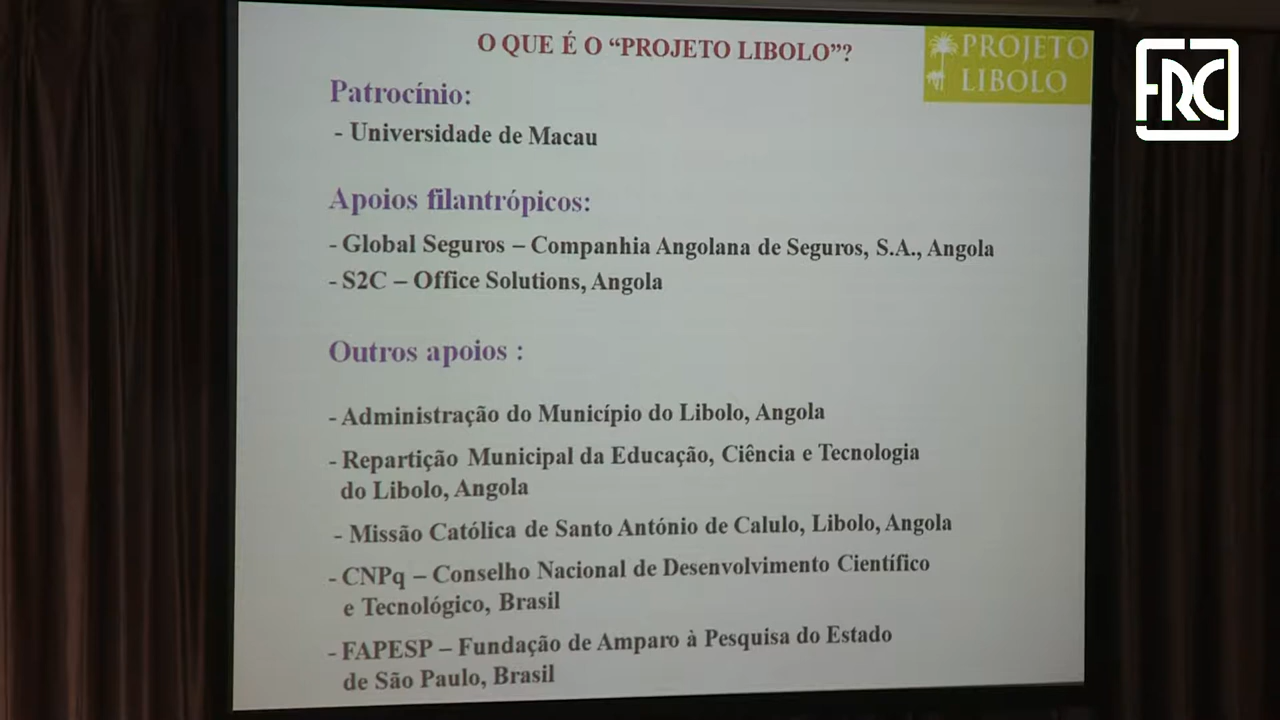 O QUE É O “PROJETO LIBOLO”?
PROJETO
LIBOLO
FRC
Patrocínio:
- Universidade de Macau
Apoios filantrópicos:
- Global Seguros – Companhia Angolana de Seguros, S.A., Angola
- S2C – Office Solutions, Angola
Outros apoios :
- Administração do Município do Libolo, Angola
- Repartição Municipal da Educação, Ciência e Tecnologia
do Libolo, Angola
- Missão Católica de Santo António de Calulo, Libolo, Angola
- CNPq – Conselho Nacional de Desenvolvimento Científico
e Tecnológico, Brasil
- FAPESP – Fundação de Amparo à Pesquisa do Estado
de São Paulo, Brasil